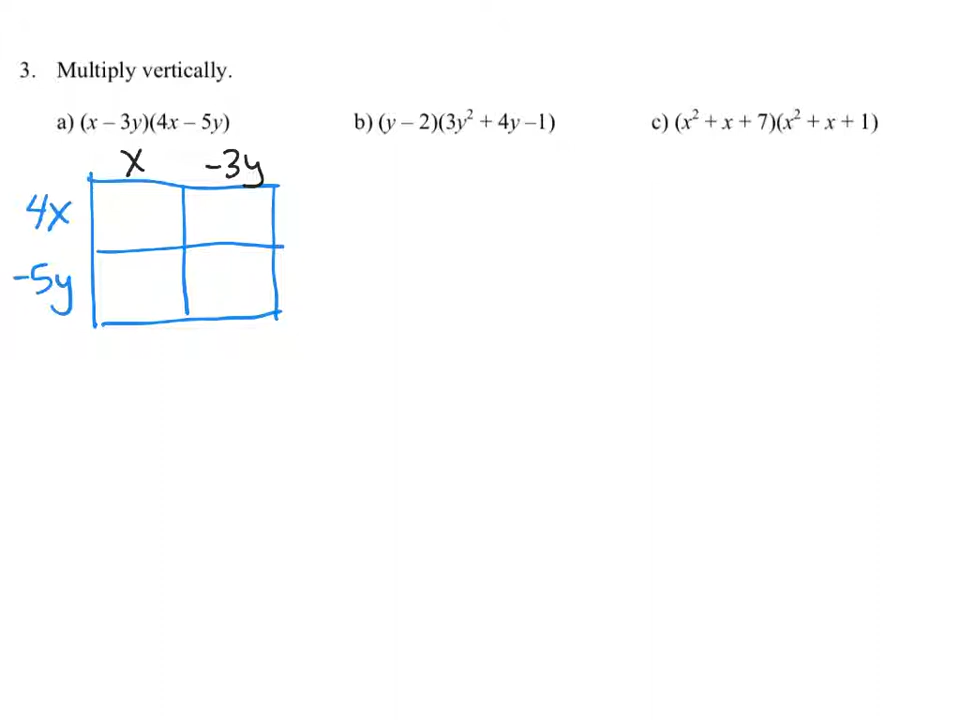 3. Multiply vertically.
a) (x – 3y)(4x – 5y)
b) (y – 2)(3y² + 4y –1)
c) (x² + x + 7)(x² + x + 1)
x -3y
4x
-5y